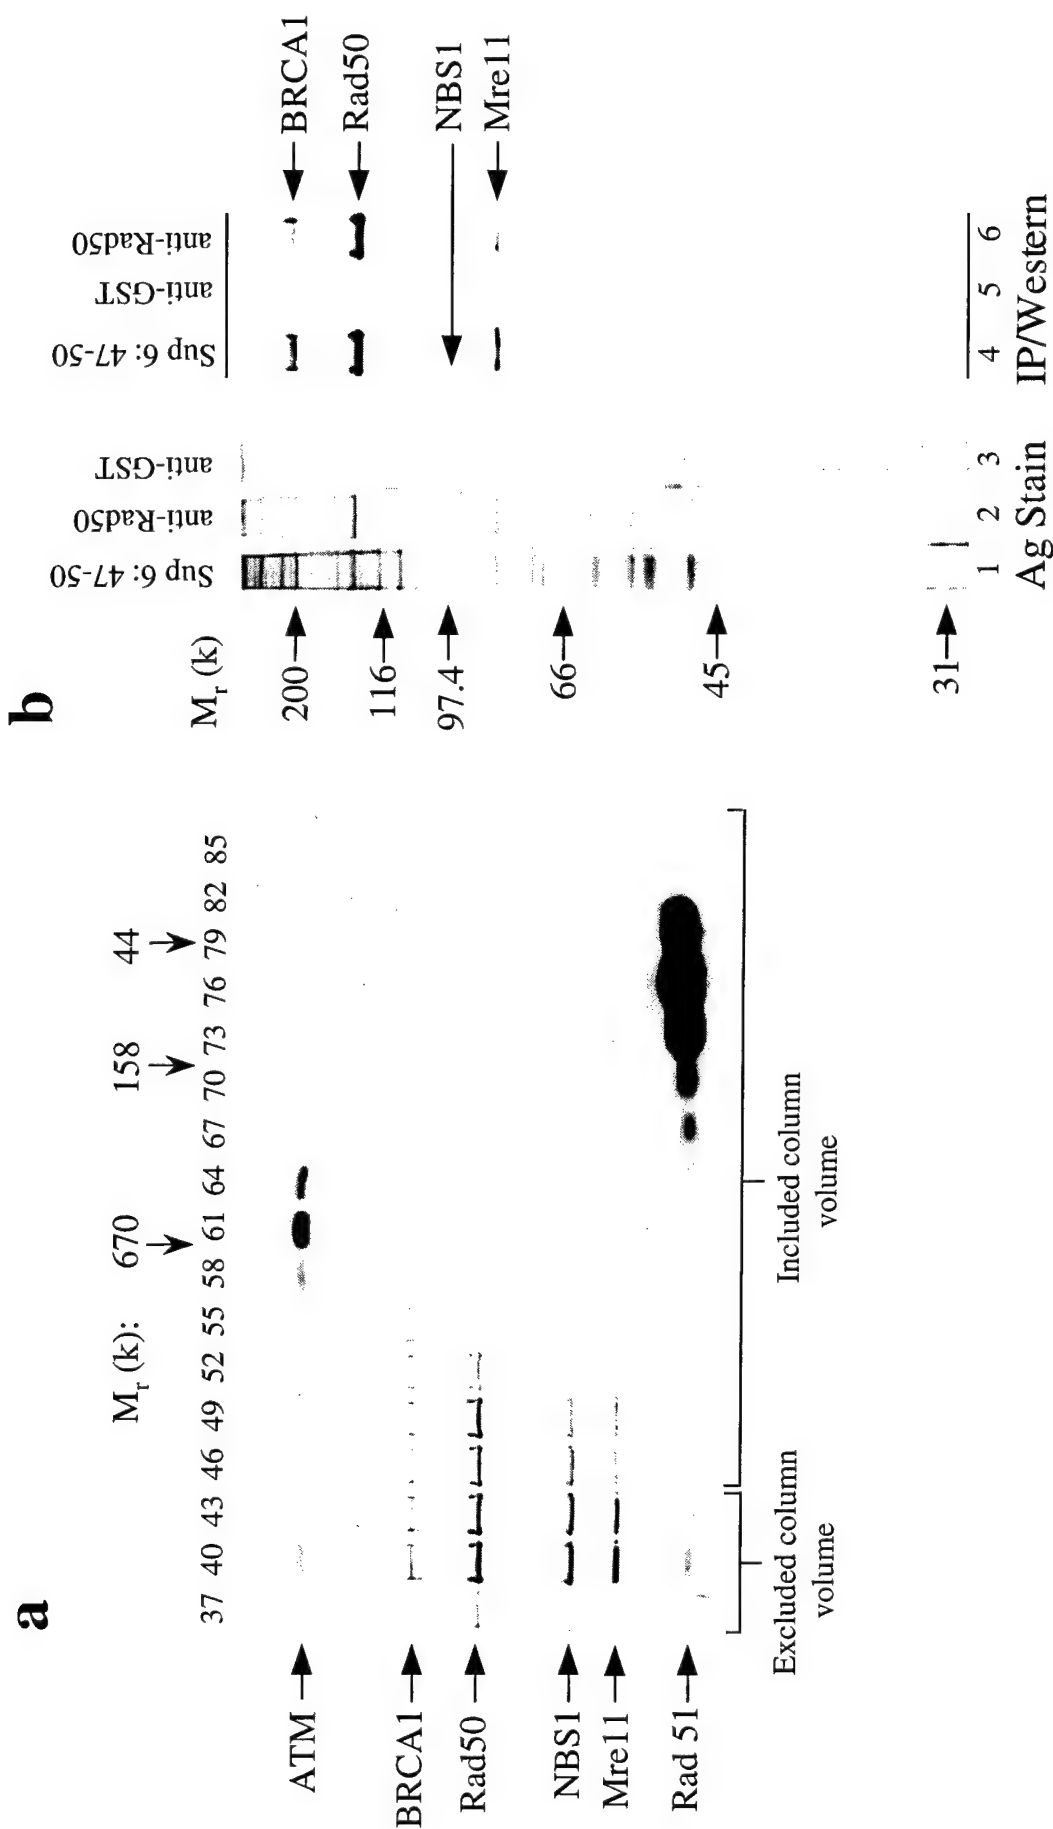 a
M_r (k): 670 158 44
37 40 43 46 49 52 55 58 61 64 67 70 73 76 79 82 85
ATM
BRCA1
Rad50
NBS1
Mre11
Rad 51
Excluded column
volume
Included column
volume
b
Sup 6: 47-50
anti-Rad50
anti-GST
Sup 6: 47-50
anti-GST
anti-Rad50
M_r (k)
200
116
97.4
66
45
31
BRCA1
Rad50
NBS1
Mre11
1 2 3 4 5 6
Ag Stain IP/Western